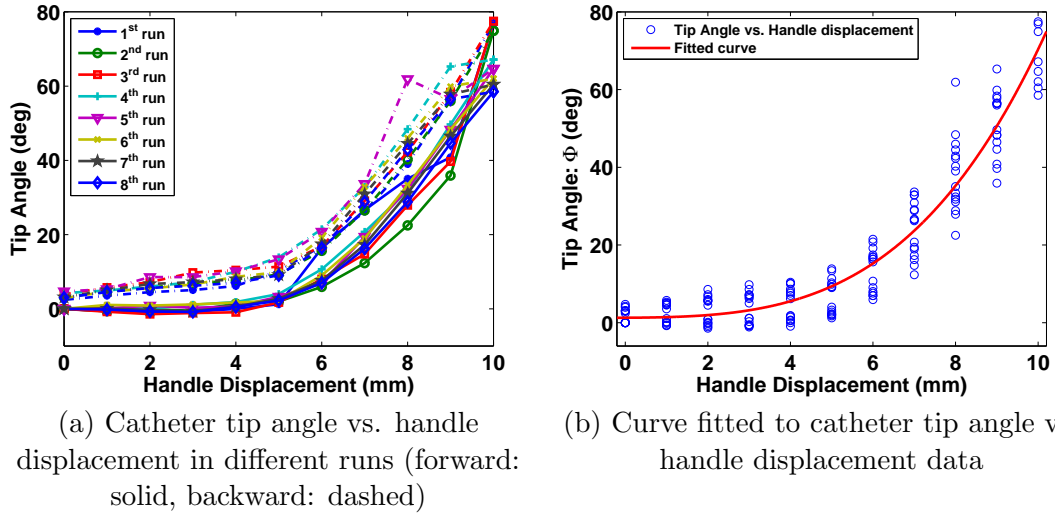 80
60
40
20
0
0 2 4 6 8 10
Tip Angle (deg)
Handle Displacement (mm)
1st run
2nd run
3rd run
4th run
5th run
6th run
7th run
8th run
(a) Catheter tip angle vs. handle
displacement in different runs (forward:
solid, backward: dashed)
80
60
40
20
0
0 2 4 6 8 10
Tip Angle: Φ (deg)
Handle Displacement (mm)
Tip Angle vs. Handle displacement
Fitted curve
(b) Curve fitted to catheter tip angle v
handle displacement data